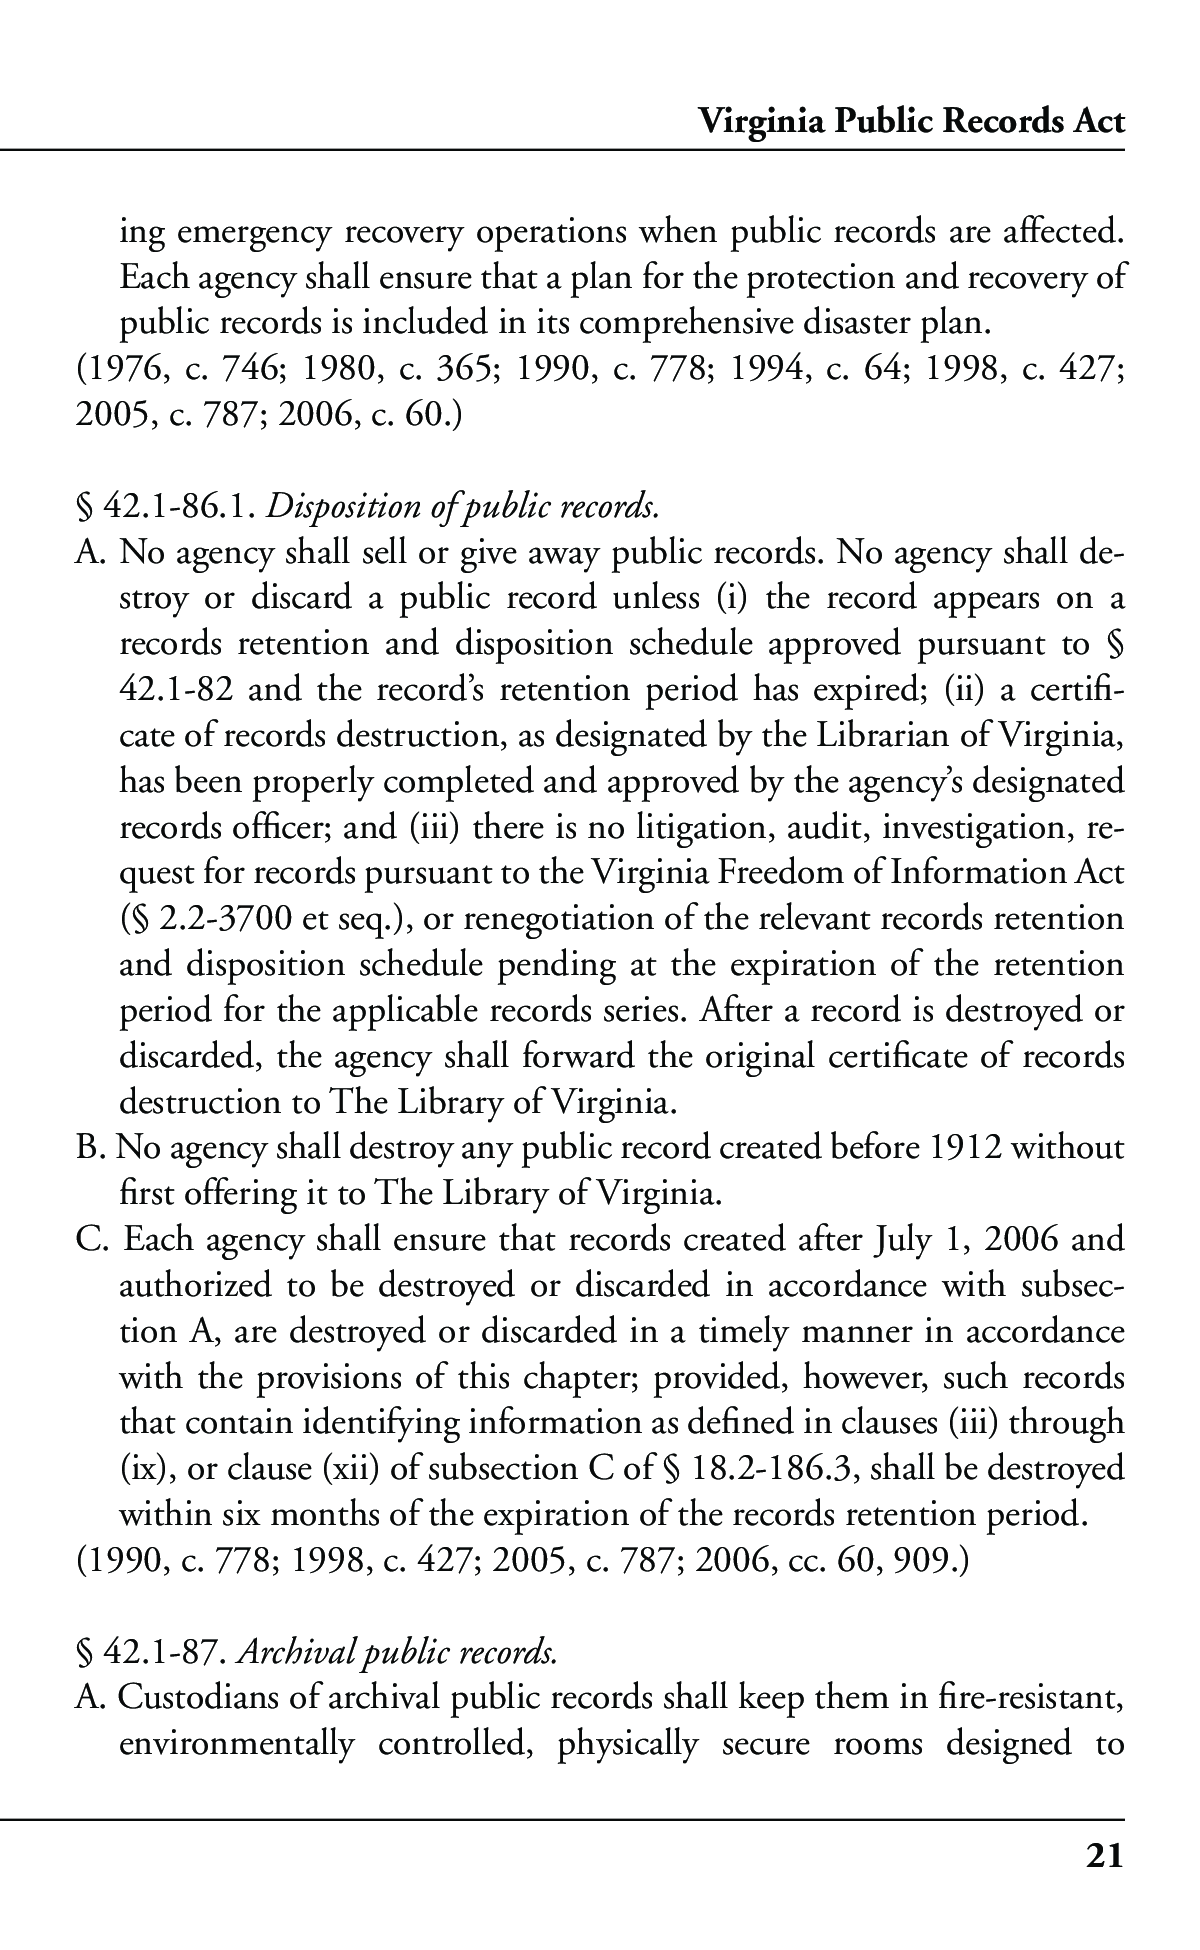 Virginia Public Records Act
ing emergency recovery operations when public records are affected.
Each agency shall ensure that a plan for the protection and recovery of
public records is included in its comprehensive disaster plan.
(1976, c. 746; 1980, c. 365; 1990, c. 778; 1994, c. 64; 1998, c. 427;
2005, c. 787; 2006, c. 60.)
§ 42.1-86.1. Disposition of public records.
A. No agency shall sell or give away public records. No agency shall de-
stroy or discard a public record unless (i) the record appears on a
records retention and disposition schedule approved pursuant to §
42.1-82 and the record’s retention period has expired; (ii) a certifi-
cate of records destruction, as designated by the Librarian of Virginia,
has been properly completed and approved by the agency’s designated
records officer; and (iii) there is no litigation, audit, investigation, re-
quest for records pursuant to the Virginia Freedom of Information Act
(§ 2.2-3700 et seq.), or renegotiation of the relevant records retention
and disposition schedule pending at the expiration of the retention
period for the applicable records series. After a record is destroyed or
discarded, the agency shall forward the original certificate of records
destruction to The Library of Virginia.
B. No agency shall destroy any public record created before 1912 without
first offering it to The Library of Virginia.
C. Each agency shall ensure that records created after July 1, 2006 and
authorized to be destroyed or discarded in accordance with subsec-
tion A, are destroyed or discarded in a timely manner in accordance
with the provisions of this chapter; provided, however, such records
that contain identifying information as defined in clauses (iii) through
(ix), or clause (xii) of subsection C of § 18.2-186.3, shall be destroyed
within six months of the expiration of the records retention period.
(1990, c. 778; 1998, c. 427; 2005, c. 787; 2006, cc. 60, 909.)
§ 42.1-87. Archival public records.
A. Custodians of archival public records shall keep them in fire-resistant,
environmentally controlled, physically secure rooms designed to
21